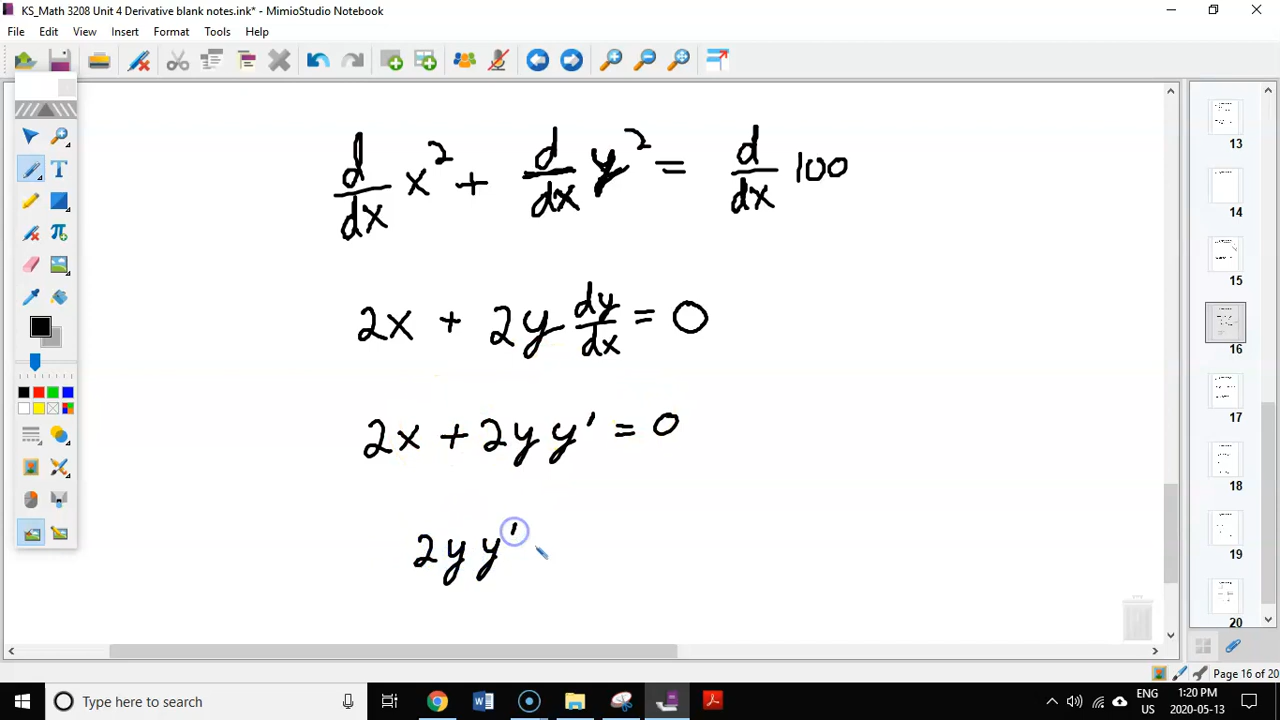 KS_Math 3208 Unit 4 Derivative blank notes.ink* - MimioStudio Notebook
File Edit View Insert Format Tools Help
d/dx x² + d/dx y² = d/dx 100
2x + 2y dy/dx = 0
2x + 2y y' = 0
2y y'
13
14
15
16
17
18
19
20
Page 16 of 20
Type here to search
ENG
US
1:20 PM
2020-05-13